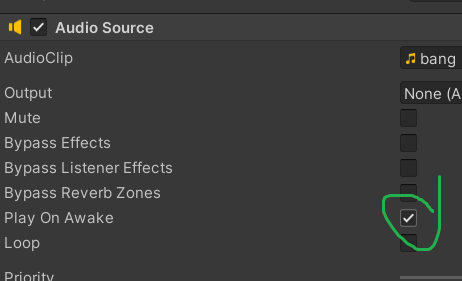 Audio Source
AudioClip bang
Output None (A
Mute
Bypass Effects
Bypass Listener Effects
Bypass Reverb Zones
Play On Awake
Loop
Priority